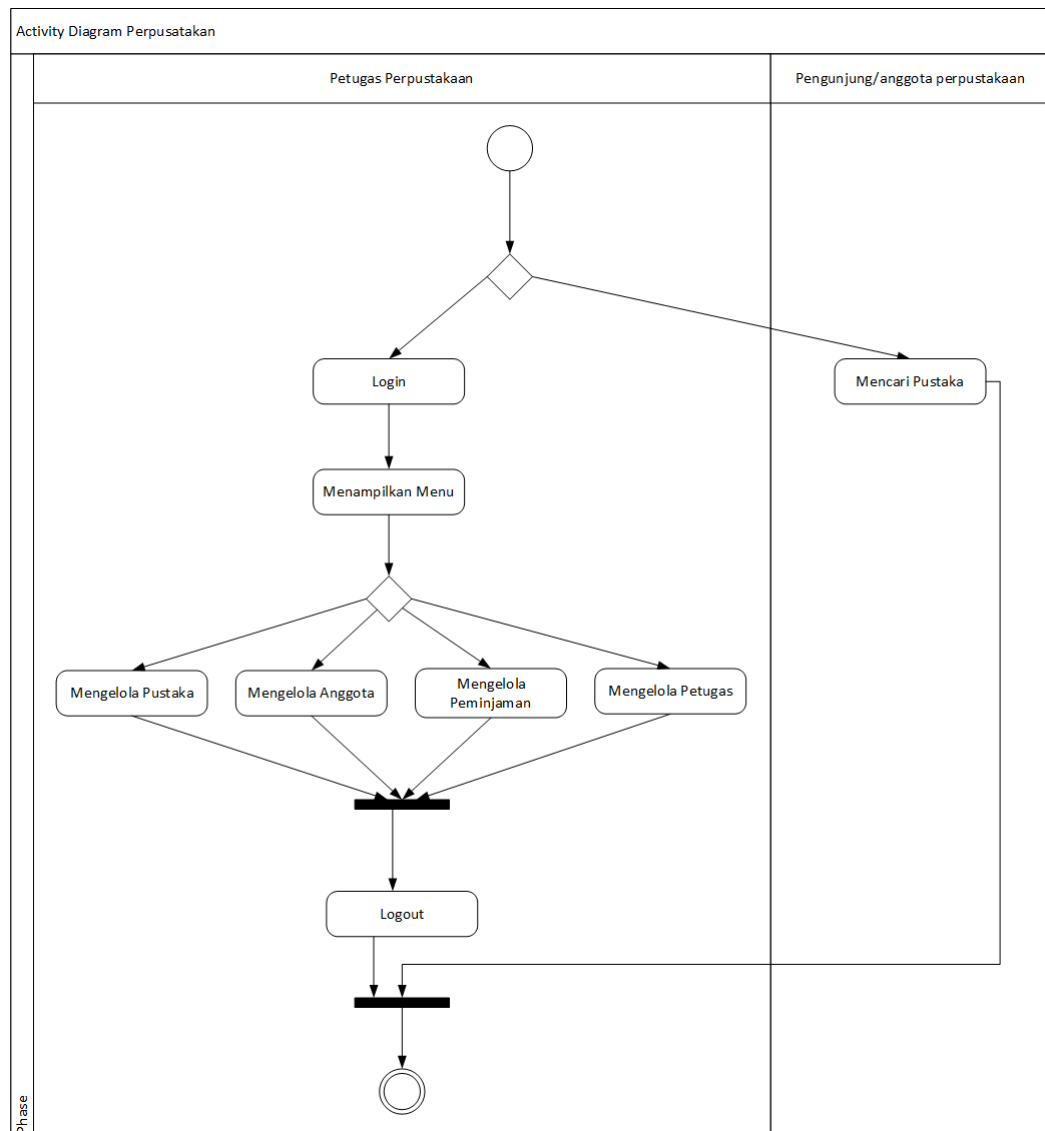 Activity Diagram Perpusatakan
Petugas Perpustakaan
Pengunjung/anggota perpustakaan
Login
Mencari Pustaka
Menampilkan Menu
Mengelola Pustaka
Mengelola Anggota
Mengelola
Peminjaman
Mengelola Petugas
Logout
Phase